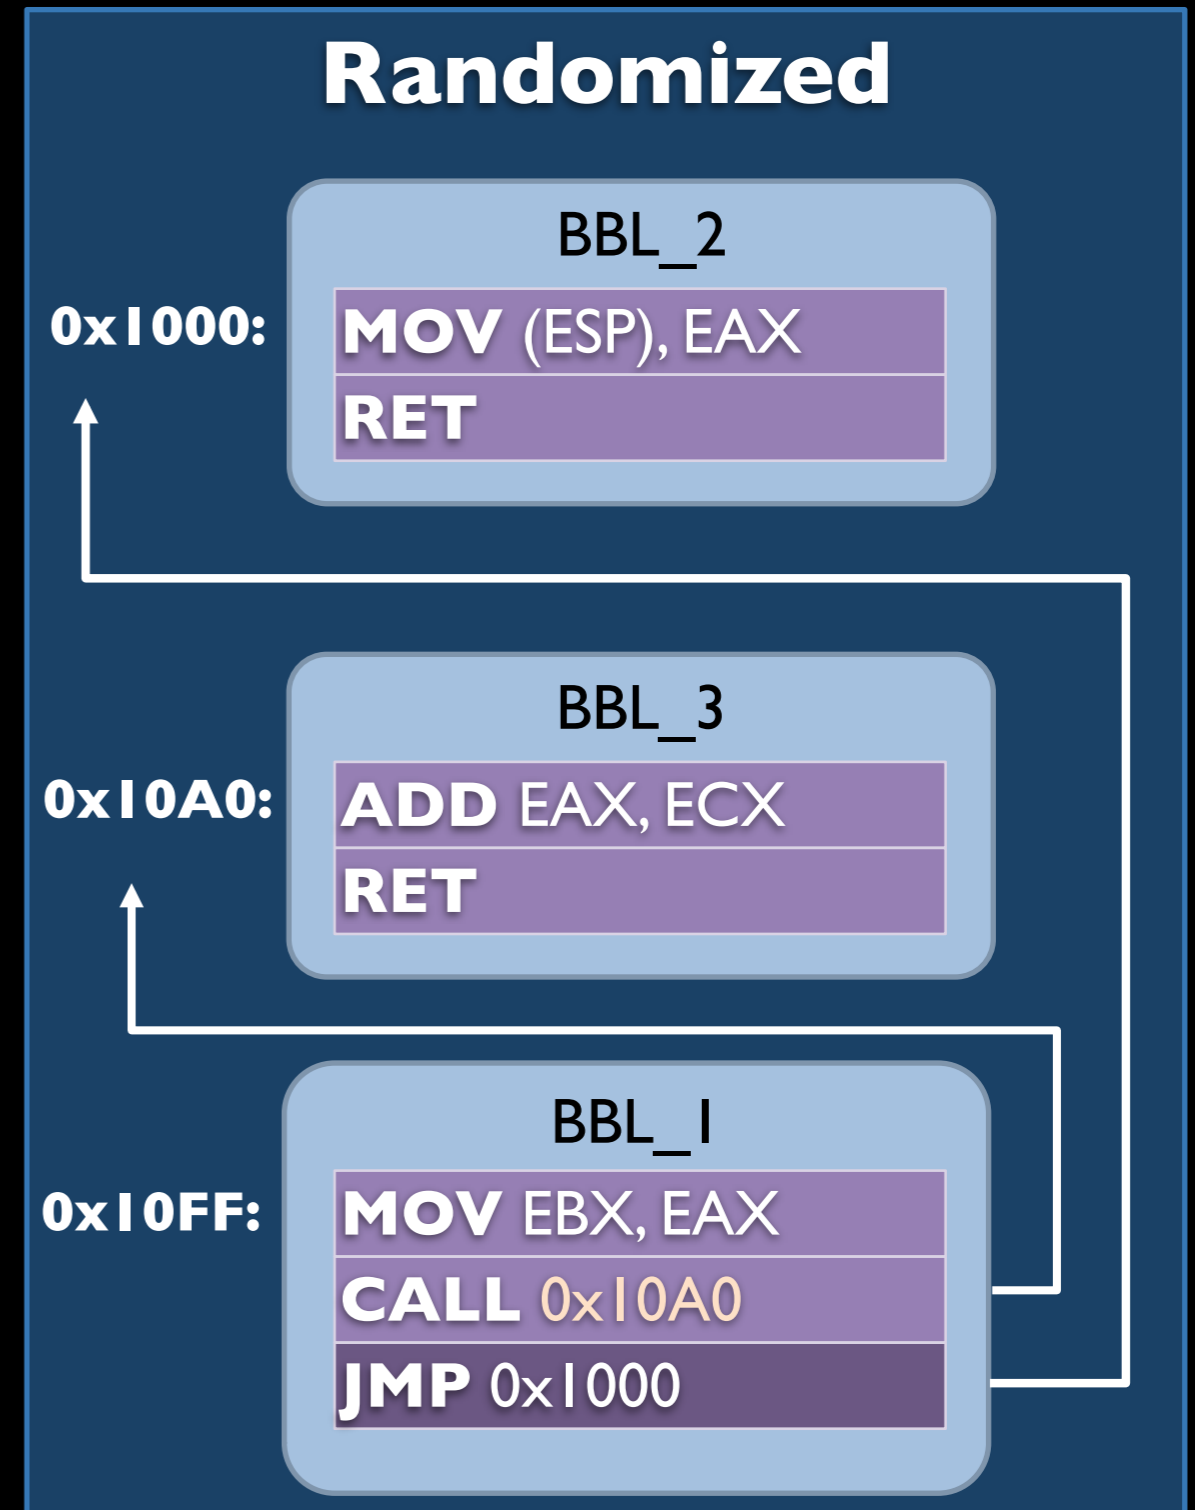 Randomized
BBL_2
0x1000:
MOV (ESP), EAX
RET
BBL_3
0x10A0:
ADD EAX, ECX
RET
BBL_1
0x10FF:
MOV EBX, EAX
CALL 0x10A0
JMP 0x1000